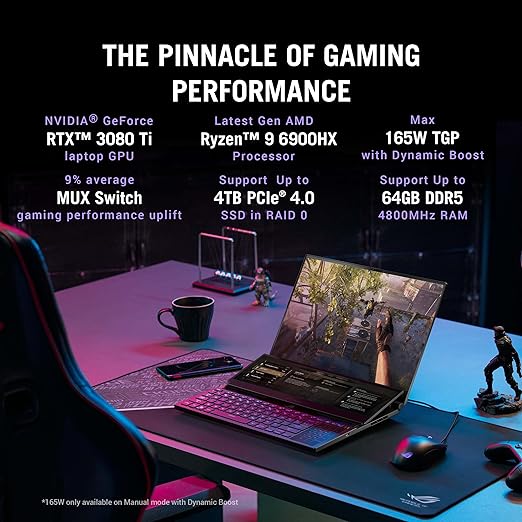 THE PINNACLE OF GAMING
PERFORMANCE
NVIDIA® GeForce
RTX™ 3080 Ti
laptop GPU
Latest Gen AMD
Ryzen™ 9 6900HX
Processor
Max
165W TGP
with Dynamic Boost
9% average
MUX Switch
gaming performance uplift
Support Up to
4TB PCIe® 4.0
SSD in RAID 0
Support Up to
64GB DDR5
4800MHz RAM
*165W only available on Manual mode with Dynamic Boost